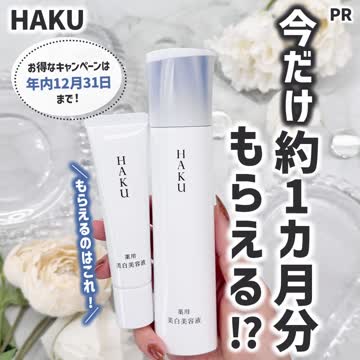 HAKU
PR
お得なキャンペーンは
年内12月31日
まで！
今だけ約1カ月分
もらえる!?
もらえるのはこれ！
HAKU
薬用
美白美容液
HAKU
薬用
美白美容液